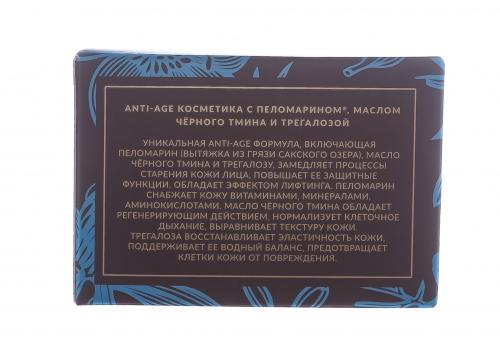 ANTI-AGE КОСМЕТИКА С ПЕЛОМАРИНОМ®, МАСЛОМ
ЧЁРНОГО ТМИНА И ТРЕГАЛОЗОЙ
УНИКАЛЬНАЯ ANTI-AGE ФОРМУЛА, ВКЛЮЧАЮЩАЯ
ПЕЛОМАРИН (ВЫТЯЖКА ИЗ ГРЯЗИ САКСКОГО ОЗЕРА), МАСЛО
ЧЁРНОГО ТМИНА И ТРЕГАЛОЗУ, ЗАМЕДЛЯЕТ ПРОЦЕССЫ
СТАРЕНИЯ КОЖИ ЛИЦА, ПОВЫШАЕТ ЕЕ ЗАЩИТНЫЕ
ФУНКЦИИ, ОБЛАДАЕТ ЭФФЕКТОМ ЛИФТИНГА. ПЕЛОМАРИН
СНАБЖАЕТ КОЖУ ВИТАМИНАМИ, МИНЕРАЛАМИ,
АМИНОКИСЛОТАМИ. МАСЛО ЧЁРНОГО ТМИНА ОБЛАДАЕТ
РЕГЕНЕРИРУЮЩИМ ДЕЙСТВИЕМ, НОРМАЛИЗУЕТ КЛЕТОЧНОЕ
ДЫХАНИЕ, ВЫРАВНИВАЕТ ТЕКСТУРУ КОЖИ.
ТРЕГАЛОЗА ВОССТАНАВЛИВАЕТ ЭЛАСТИЧНОСТЬ КОЖИ,
ПОДДЕРЖИВАЕТ ЕЕ ВОДНЫЙ БАЛАНС, ПРЕДОТВРАЩАЕТ
КЛЕТКИ КОЖИ ОТ ПОВРЕЖДЕНИЯ.